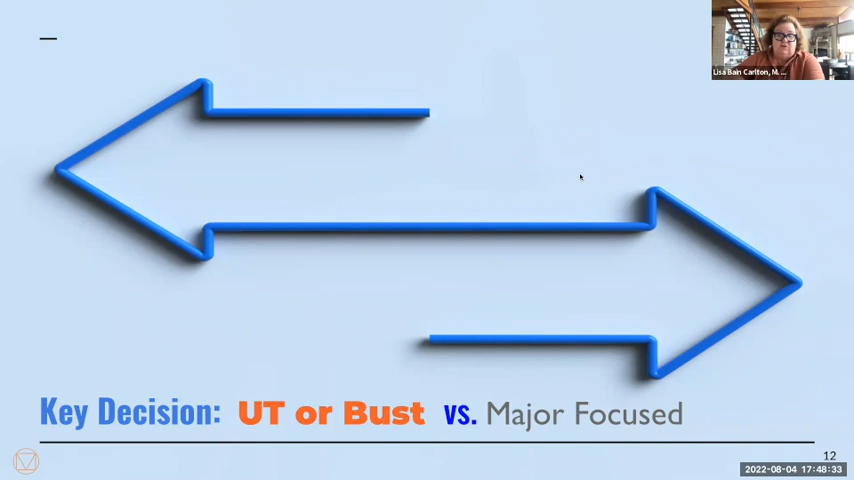 Lisa Bain Carlton, M. ...
Key Decision: UT or Bust vs. Major Focused
12
2022-08-04 17:48:33